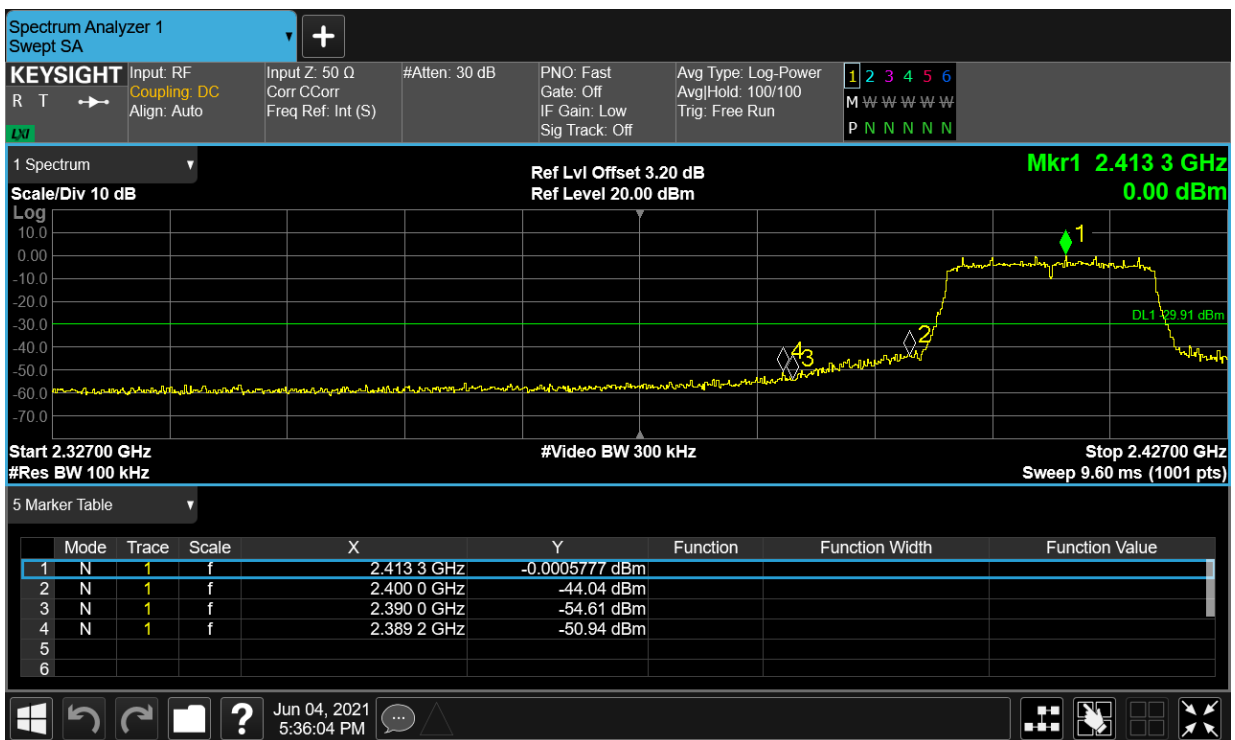 Spectrum Analyzer 1
Swept SA
+
KEYSIGHT
R T
LXI
Input: RF
Coupling: DC
Align: Auto
Input Z: 50 Ω
Corr CCorr
Freq Ref: Int (S)
#Atten: 30 dB
PNO: Fast
Gate: Off
IF Gain: Low
Sig Track: Off
Avg Type: Log-Power
Avg|Hold: 100/100
Trig: Free Run
1 2 3 4 5 6
M W W W W W
P N N N N N
1 Spectrum
Scale/Div 10 dB
Ref Lvl Offset 3.20 dB
Ref Level 20.00 dBm
Mkr1 2.413 3 GHz
0.00 dBm
Log
10.0
0.00
-10.0
-20.0
-30.0
-40.0
-50.0
-60.0
-70.0
1
DL1 -29.91 dBm
2
4
3
Start 2.32700 GHz
#Res BW 100 kHz
#Video BW 300 kHz
Stop 2.42700 GHz
Sweep 9.60 ms (1001 pts)
5 Marker Table
Mode Trace Scale X Y Function Function Width Function Value
1 N 1 f 2.413 3 GHz -0.0005777 dBm
2 N 1 f 2.400 0 GHz -44.04 dBm
3 N 1 f 2.390 0 GHz -54.61 dBm
4 N 1 f 2.389 2 GHz -50.94 dBm
5
6
?
Jun 04, 2021
5:36:04 PM